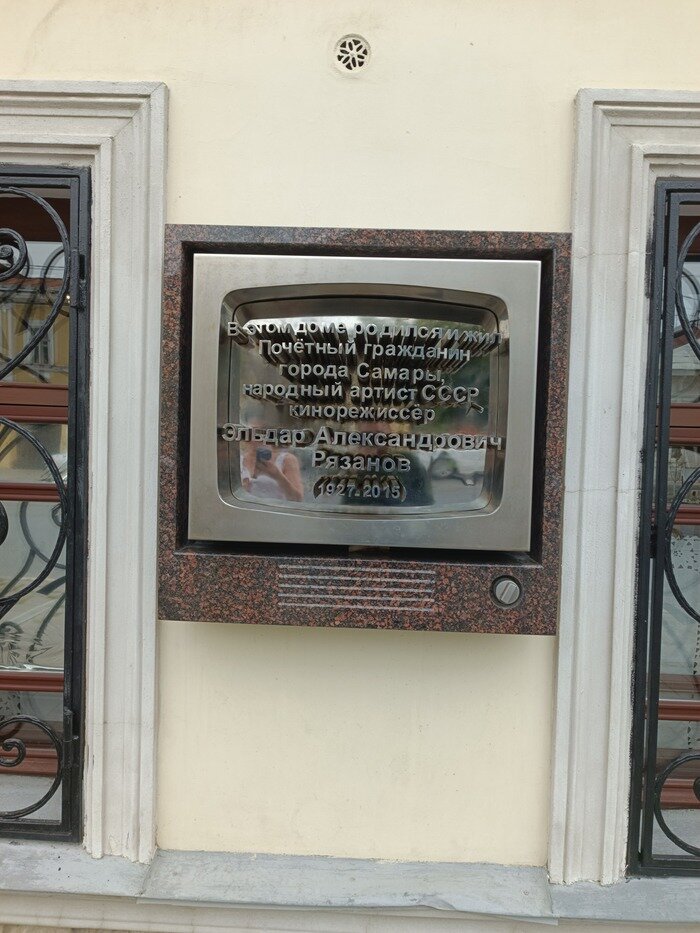 В этом доме родился и жил
Почётный гражданин
города Самары,
народный артист СССР,
кинорежиссёр
Эльдар Александрович
Рязанов
(1927-2015)